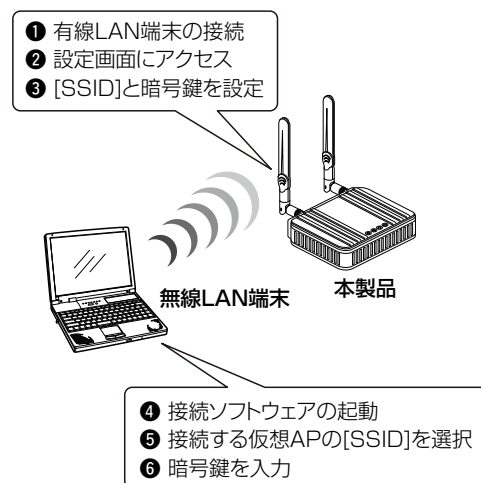 ❶ 有線LAN端末の接続
❷ 設定画面にアクセス
❸ [SSID]と暗号鍵を設定
無線LAN端末
本製品
❹ 接続ソフトウェアの起動
❺ 接続する仮想APの[SSID]を選択
❻ 暗号鍵を入力